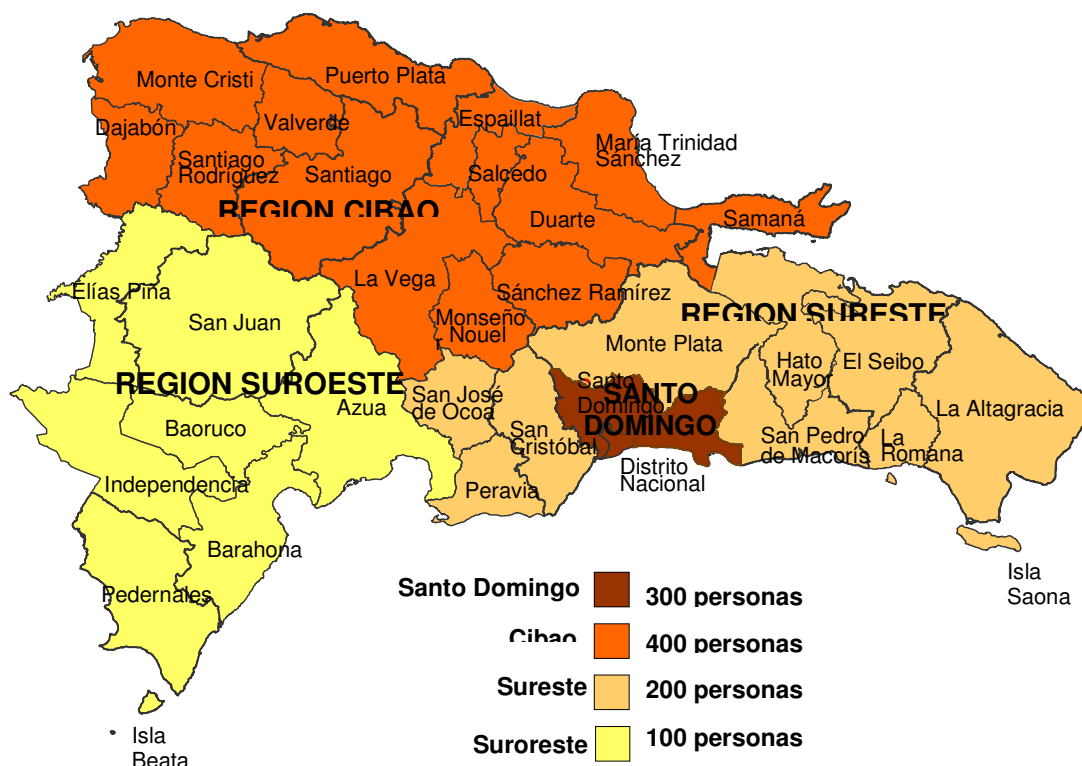 Monte Cristi
Puerto Plata
Dajabón
Valverde
Espaillat
María Trinidad
Sánchez
Santiago
Rodríguez
Santiago
Salcedo
REGION CIBAO
Duarte
Samaná
La Vega
Sánchez Ramírez
Monseño
r
Nouel
Elías Piña
San Juan
REGION SURESTE
Monte Plata
Hato
Mayor
El Seibo
REGION SUROESTE
Azua
San José
de Ocoa
Santo
Domingo
SANTO
DOMINGO
La Altagracia
Baoruco
San
Cristóbal
San Pedro
de Macorís
La
Romana
Independencia
Peravia
Distrito
Nacional
Barahona
Pedernales
Isla
Saona
Isla
Beata
Santo Domingo
300 personas
Cibao
400 personas
Sureste
200 personas
Suroreste
100 personas